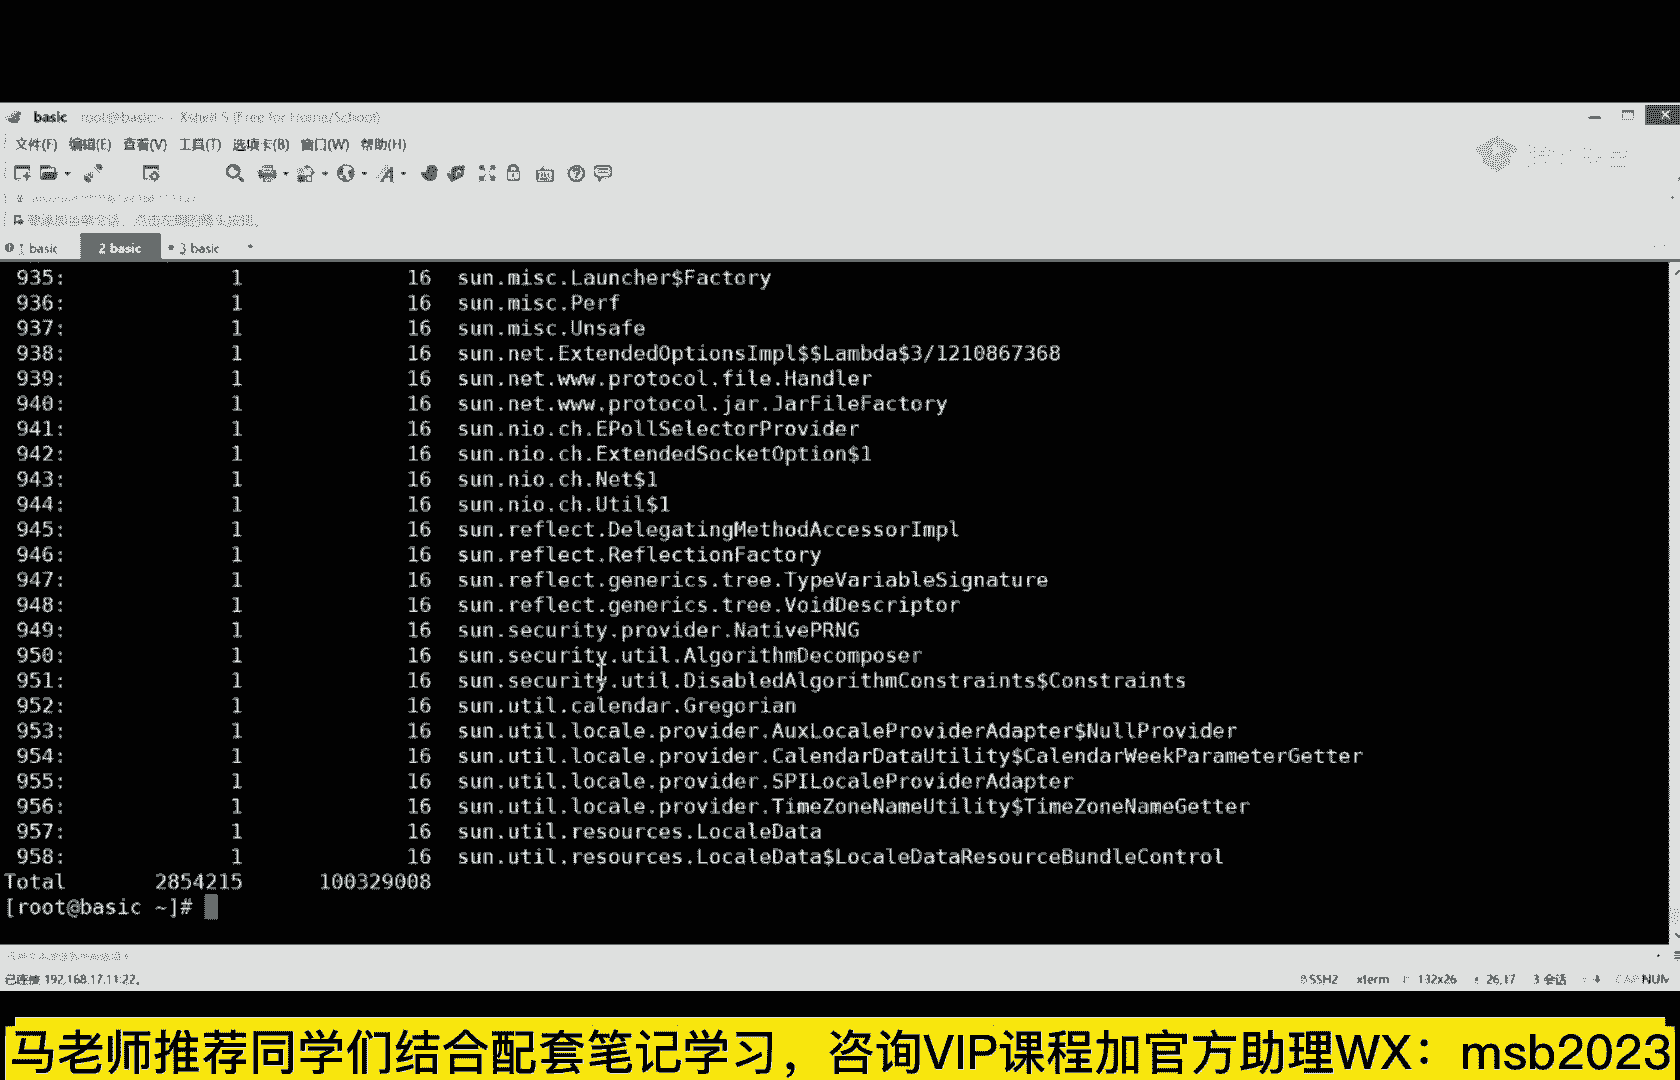 basic root@basic:~ - Xshell 5 (Free for Home/School)
文件(F) 编辑(E) 查看(V) 工具(T) 选项卡(B) 窗口(W) 帮助(H)
1 basic 2 basic 3 basic
935: 1 16 sun.misc.Launcher$Factory
936: 1 16 sun.misc.Perf
937: 1 16 sun.misc.Unsafe
938: 1 16 sun.net.ExtendedOptionsImpl$$Lambda$3/1210867368
939: 1 16 sun.net.www.protocol.file.Handler
940: 1 16 sun.net.www.protocol.jar.JarFileFactory
941: 1 16 sun.nio.ch.EPollSelectorProvider
942: 1 16 sun.nio.ch.ExtendedSocketOption$1
943: 1 16 sun.nio.ch.Net$1
944: 1 16 sun.nio.ch.Util$1
945: 1 16 sun.reflect.DelegatingMethodAccessorImpl
946: 1 16 sun.reflect.ReflectionFactory
947: 1 16 sun.reflect.generics.tree.TypeVariableSignature
948: 1 16 sun.reflect.generics.tree.VoidDescriptor
949: 1 16 sun.security.provider.NativePRNG
950: 1 16 sun.security.util.AlgorithmDecomposer
951: 1 16 sun.security.util.DisabledAlgorithmConstraints$Constraints
952: 1 16 sun.util.calendar.Gregorian
953: 1 16 sun.util.locale.provider.AuxLocaleProviderAdapter$NullProvider
954: 1 16 sun.util.locale.provider.CalendarDataUtility$CalendarWeekParameterGetter
955: 1 16 sun.util.locale.provider.SPILocaleProviderAdapter
956: 1 16 sun.util.locale.provider.TimeZoneNameUtility$TimeZoneNameGetter
957: 1 16 sun.util.resources.LocaleData
958: 1 16 sun.util.resources.LocaleData$LocaleDataResourceBundleControl
Total 2854215 100329008
[root@basic ~]#
已连接 192.168.17.11:22。 SSH2 xterm 132x26 26,17 3 会话 CAP NUM
马老师推荐同学们结合配套笔记学习，咨询VIP课程加官方助理WX：msb2023